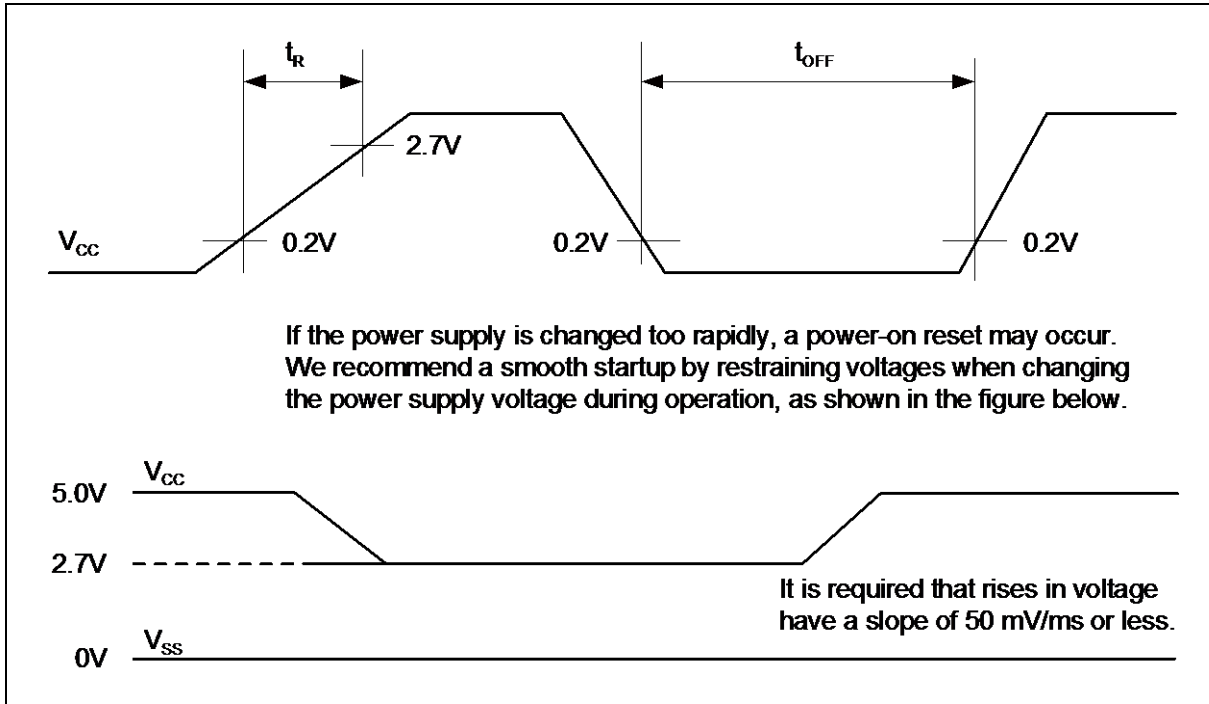 tR
tOFF
2.7V
VCC
0.2V
0.2V
0.2V
If the power supply is changed too rapidly, a power-on reset may occur.
We recommend a smooth startup by restraining voltages when changing
the power supply voltage during operation, as shown in the figure below.
VCC
5.0V
2.7V
It is required that rises in voltage
have a slope of 50 mV/ms or less.
VSS
0V